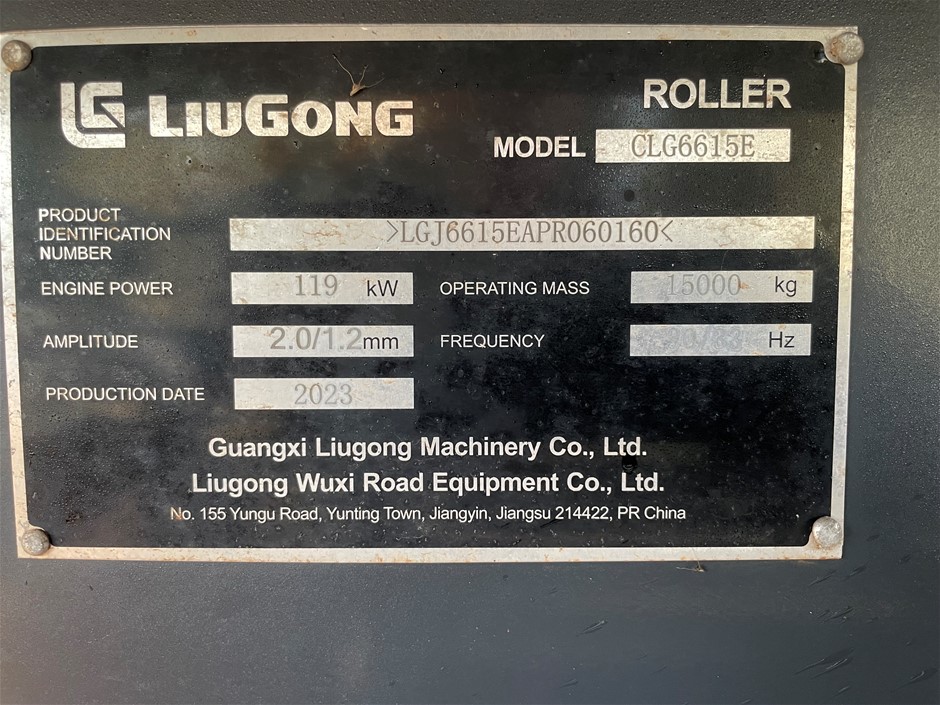 LG LIUGONG
ROLLER
MODEL CLG6615E
PRODUCT
IDENTIFICATION
NUMBER
>LGJ6615EAPR060160<
ENGINE POWER 119 kW OPERATING MASS 15000 kg
AMPLITUDE 2.0/1.2 mm FREQUENCY Hz
PRODUCTION DATE 2023
Guangxi Liugong Machinery Co., Ltd.
Liugong Wuxi Road Equipment Co., Ltd.
No. 155 Yungu Road, Yunting Town, Jiangyin, Jiangsu 214422, PR China